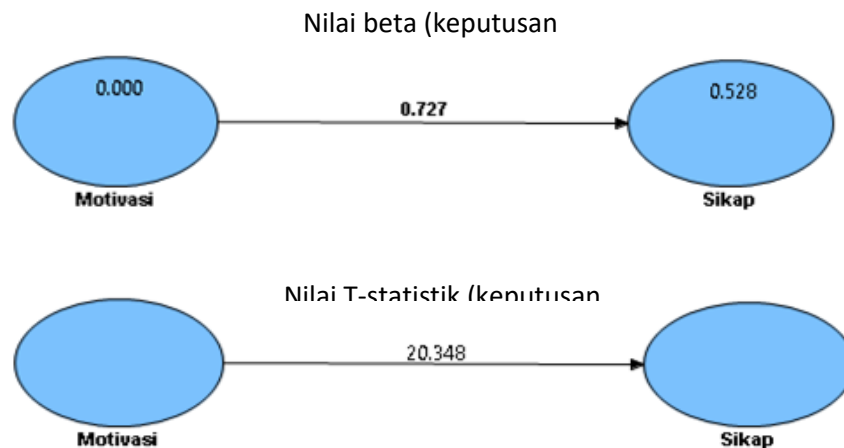 Nilai beta (keputusan
0.000
0.727
0.528
Motivasi
Sikap
Nilai T-statistik (keputusan
20.348
Motivasi
Sikap